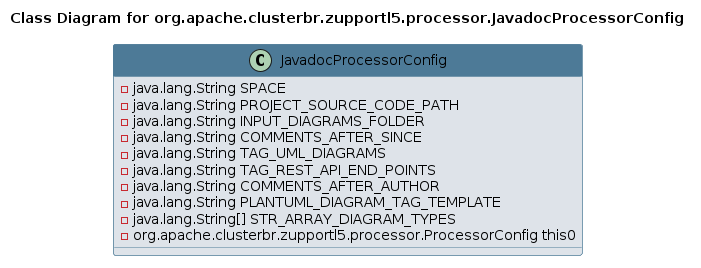 Class Diagram for org.apache.clusterbr.zupportl5.processor.JavadocProcessorConfig
C JavadocProcessorConfig
java.lang.String SPACE
java.lang.String PROJECT_SOURCE_CODE_PATH
java.lang.String INPUT_DIAGRAMS_FOLDER
java.lang.String COMMENTS_AFTER_SINCE
java.lang.String TAG_UML_DIAGRAMS
java.lang.String TAG_REST_API_END_POINTS
java.lang.String COMMENTS_AFTER_AUTHOR
java.lang.String PLANTUML_DIAGRAM_TAG_TEMPLATE
java.lang.String[] STR_ARRAY_DIAGRAM_TYPES
org.apache.clusterbr.zupportl5.processor.ProcessorConfig this0